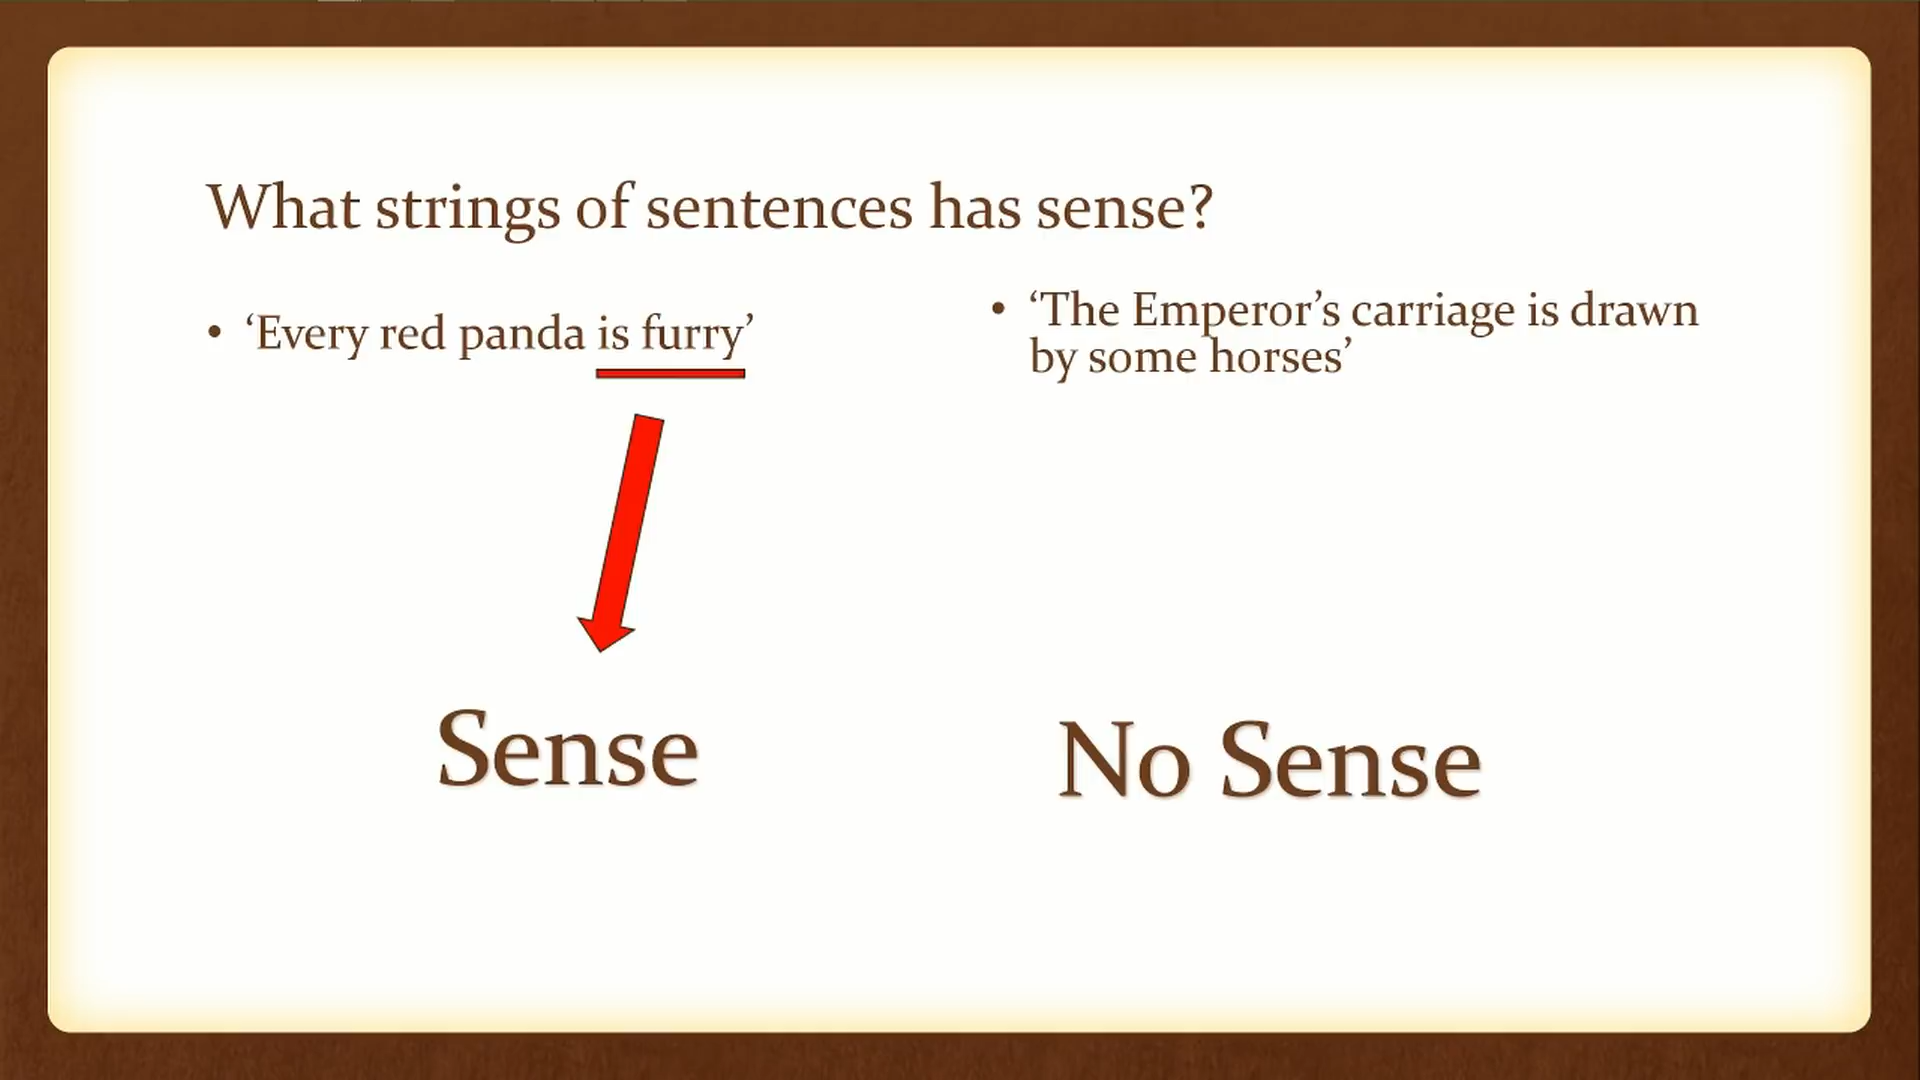 What strings of sentences has sense?
• ‘Every red panda is furry’
• ‘The Emperor’s carriage is drawn
by some horses’
Sense
No Sense